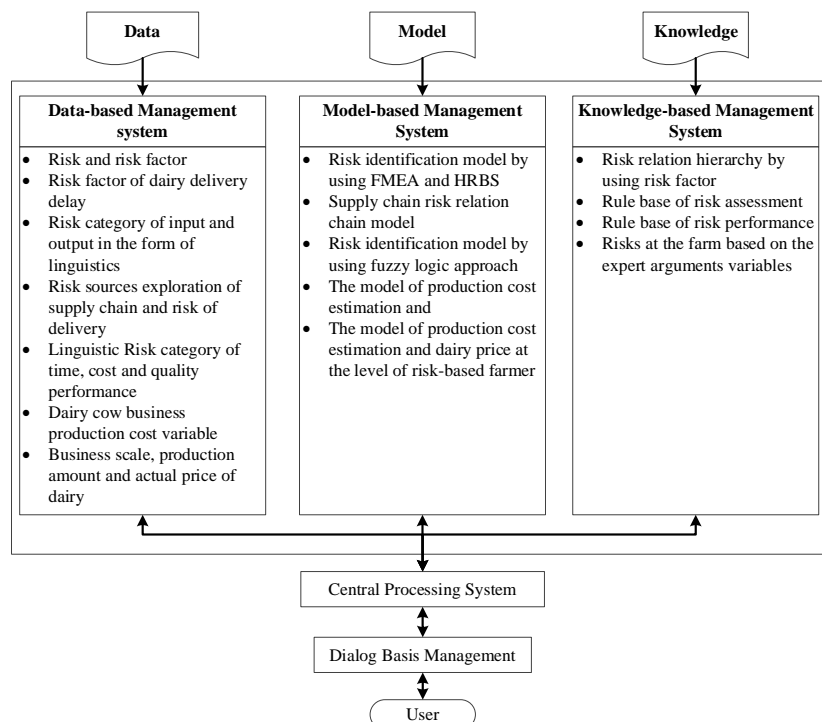 Data
Model
Knowledge
Data-based Management
system
• Risk and risk factor
• Risk factor of dairy delivery
delay
• Risk category of input and
output in the form of
linguistics
• Risk sources exploration of
supply chain and risk of
delivery
• Linguistic Risk category of
time, cost and quality
performance
• Dairy cow business
production cost variable
• Business scale, production
amount and actual price of
dairy
Model-based Management
System
• Risk identification model by
using FMEA and HRBS
• Supply chain risk relation
chain model
• Risk identification model by
using fuzzy logic approach
• The model of production cost
estimation and
• The model of production cost
estimation and dairy price at
the level of risk-based farmer
Knowledge-based Management
System
• Risk relation hierarchy by
using risk factor
• Rule base of risk assessment
• Rule base of risk performance
• Risks at the farm based on the
expert arguments variables
Central Processing System
Dialog Basis Management
User